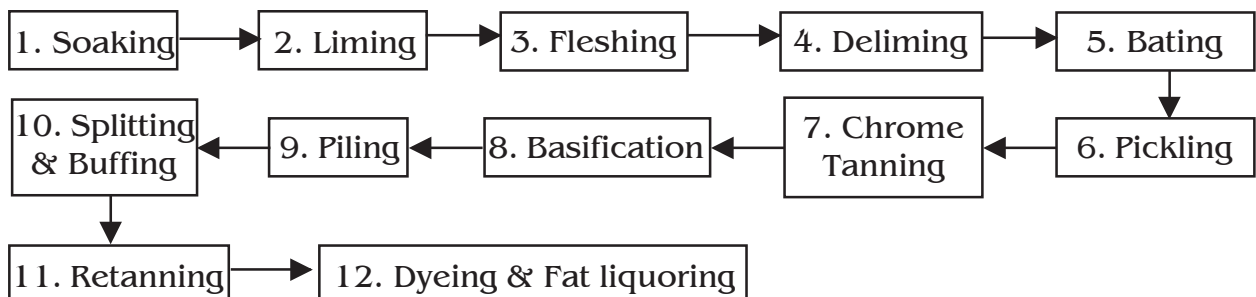 1. Soaking
2. Liming
3. Fleshing
4. Deliming
5. Bating
6. Pickling
7. Chrome
Tanning
8. Basification
9. Piling
10. Splitting
& Buffing
11. Retanning
12. Dyeing & Fat liquoring